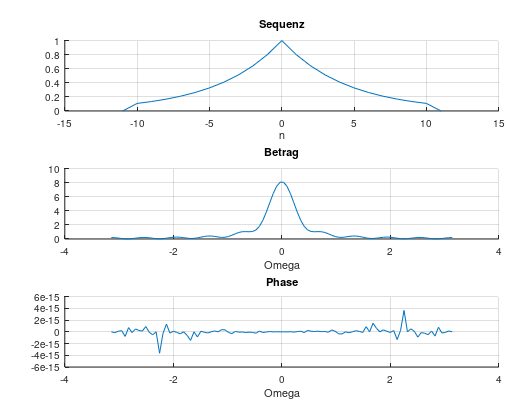 Sequenz
1
0.8
0.6
0.4
0.2
0
-15 -10 -5 0 5 10 15
n
Betrag
10
8
6
4
2
0
-4 -2 0 2 4
Omega
Phase
6e-15
4e-15
2e-15
0
-2e-15
-4e-15
-6e-15
-4 -2 0 2 4
Omega